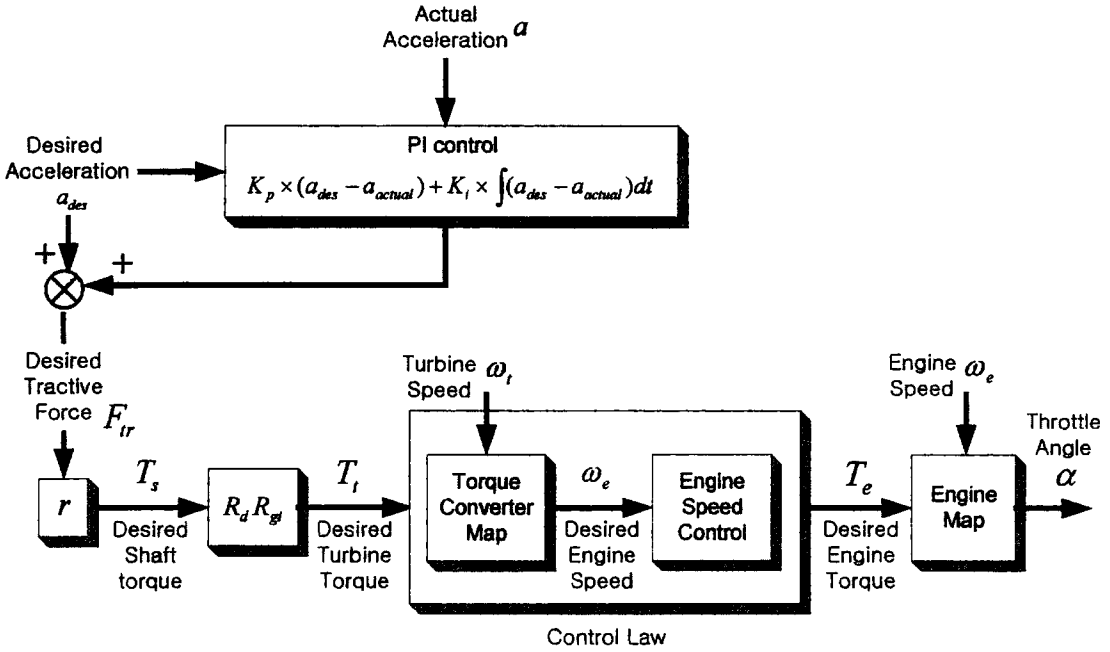 Actual
Acceleration a
PI control
K_p × (a_des − a_actual) + K_i × ∫(a_des − a_actual)dt
Desired
Acceleration
a_des
+
+
Desired
Tractive
Force F_tr
r
T_s
Desired
Shaft
torque
R_d R_gi
T_t
Desired
Turbine
Torque
Turbine
Speed ω_t
Torque
Converter
Map
ω_e
Desired
Engine
Speed
Engine
Speed
Control
Control Law
T_e
Desired
Engine
Torque
Engine
Speed ω_e
Engine
Map
Throttle
Angle
α